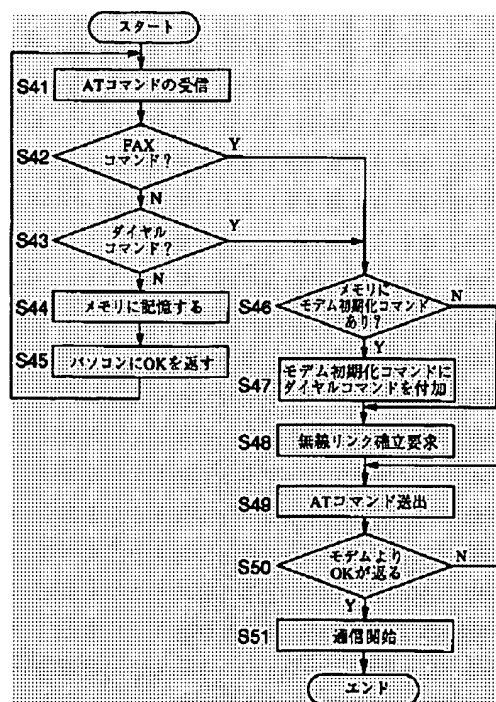 スタート
S41
ATコマンドの受信
S42
FAX
コマンド?
Y
N
S43
ダイヤル
コマンド?
Y
N
S44
メモリに記憶する
S45
パソコンにOKを返す
S46
メモリに
モデム初期化コマンド
あり?
N
Y
S47
モデム初期化コマンドに
ダイヤルコマンドを付加
S48
無線リンク確立要求
S49
ATコマンド送出
S50
モデムより
OKが返る
N
Y
S51
通信開始
エンド